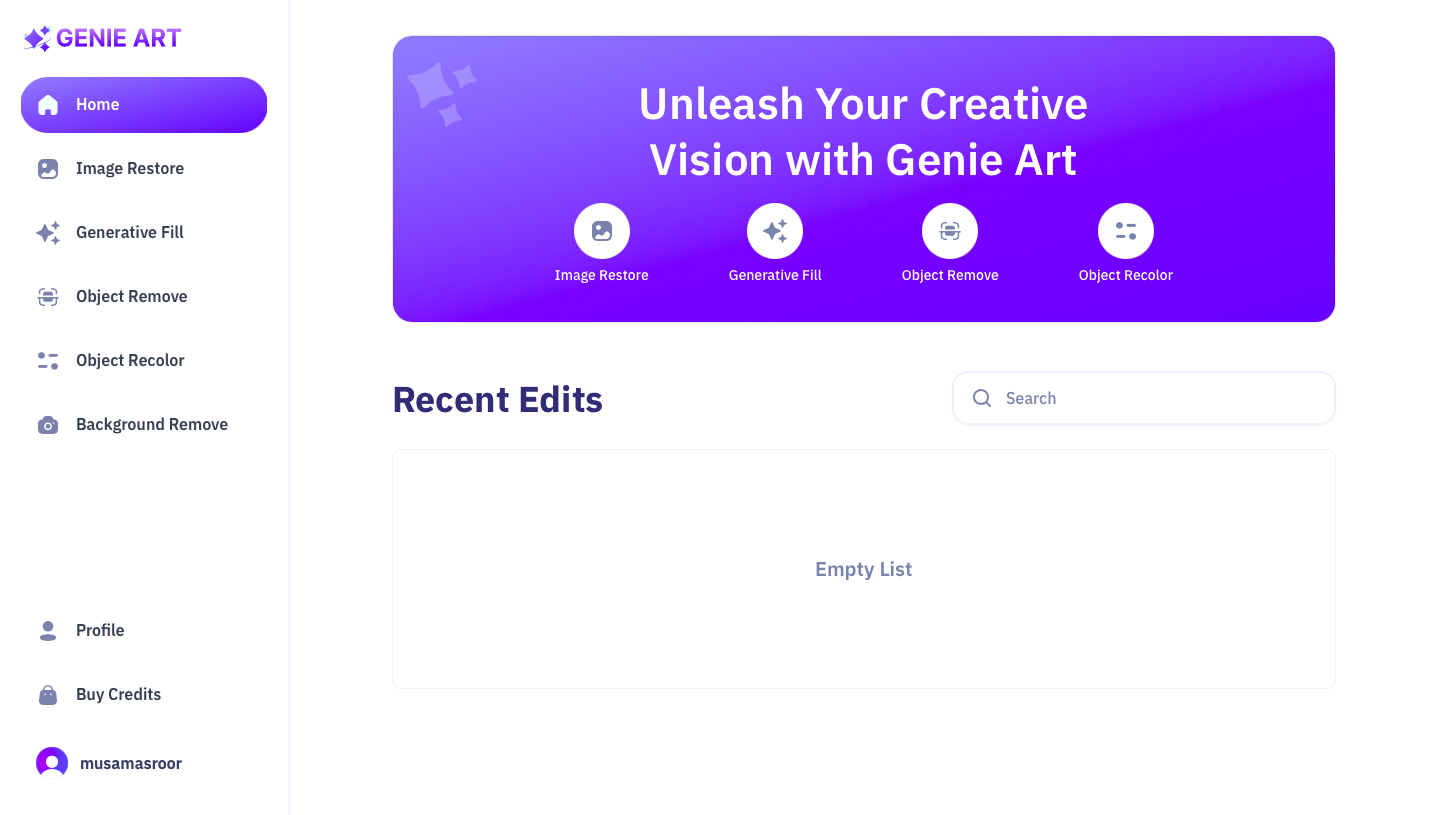 GENIE ART
Home
Image Restore
Generative Fill
Object Remove
Object Recolor
Background Remove
Profile
Buy Credits
musamasroor
Unleash Your Creative
Vision with Genie Art
Image Restore
Generative Fill
Object Remove
Object Recolor
Recent Edits
Search
Empty List